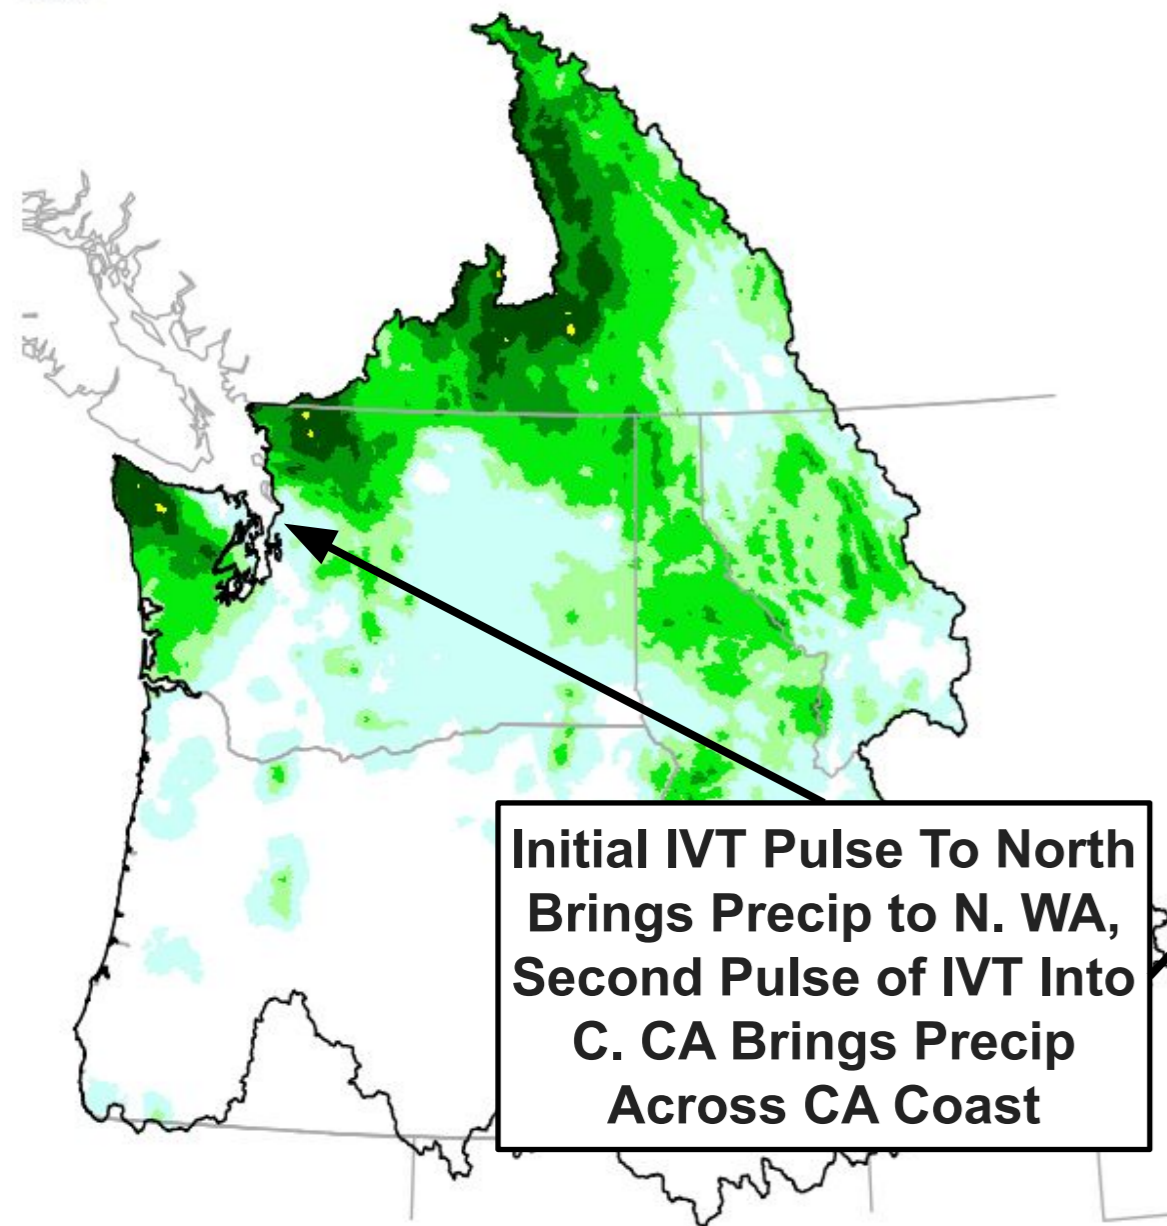 Initial IVT Pulse To North
Brings Precip to N. WA,
Second Pulse of IVT Into
C. CA Brings Precip
Across CA Coast